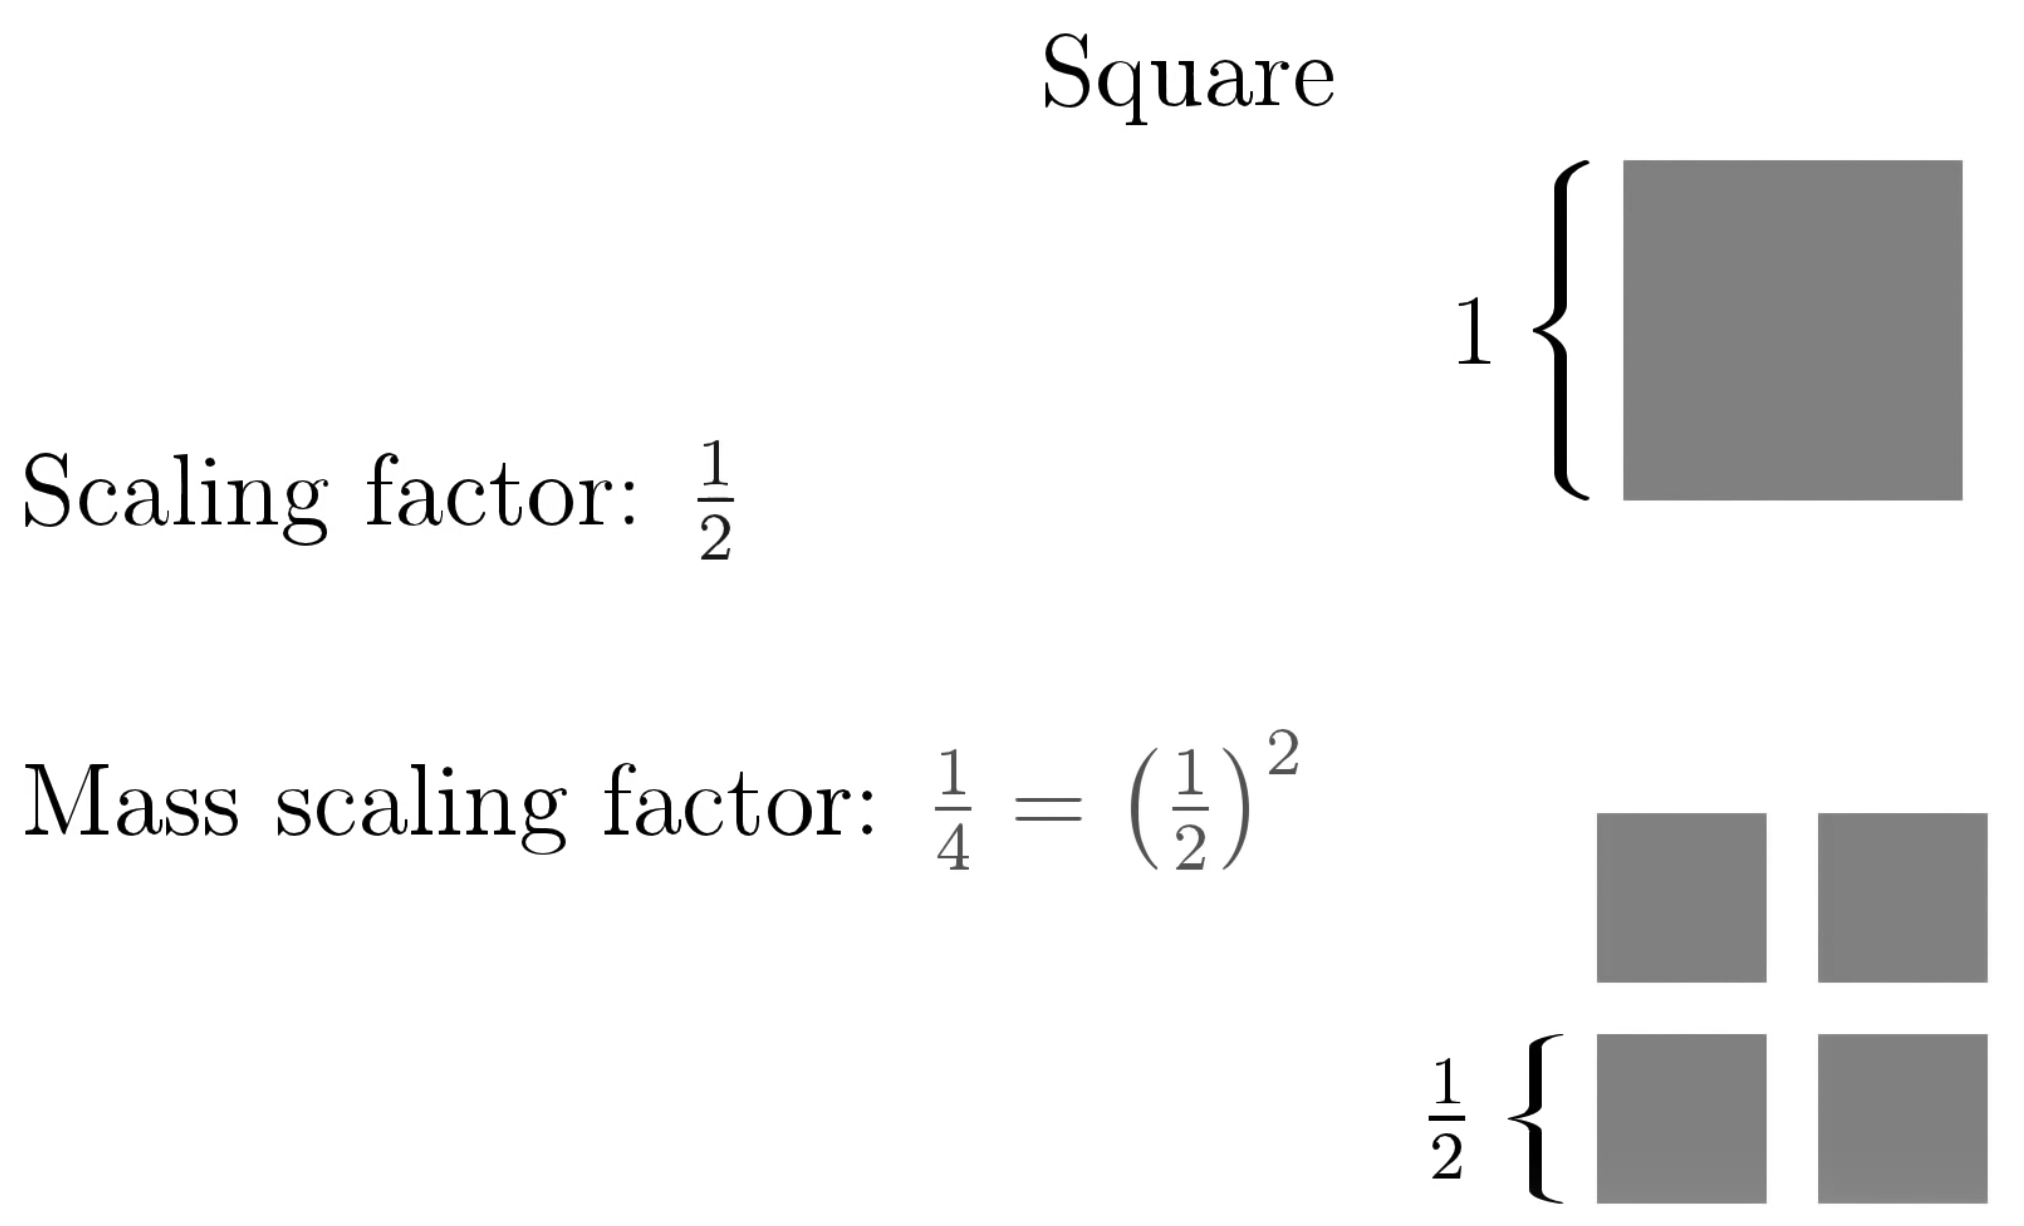 Square
1
Scaling factor: 1/2
Mass scaling factor: 1/4 = (1/2)²
1/2